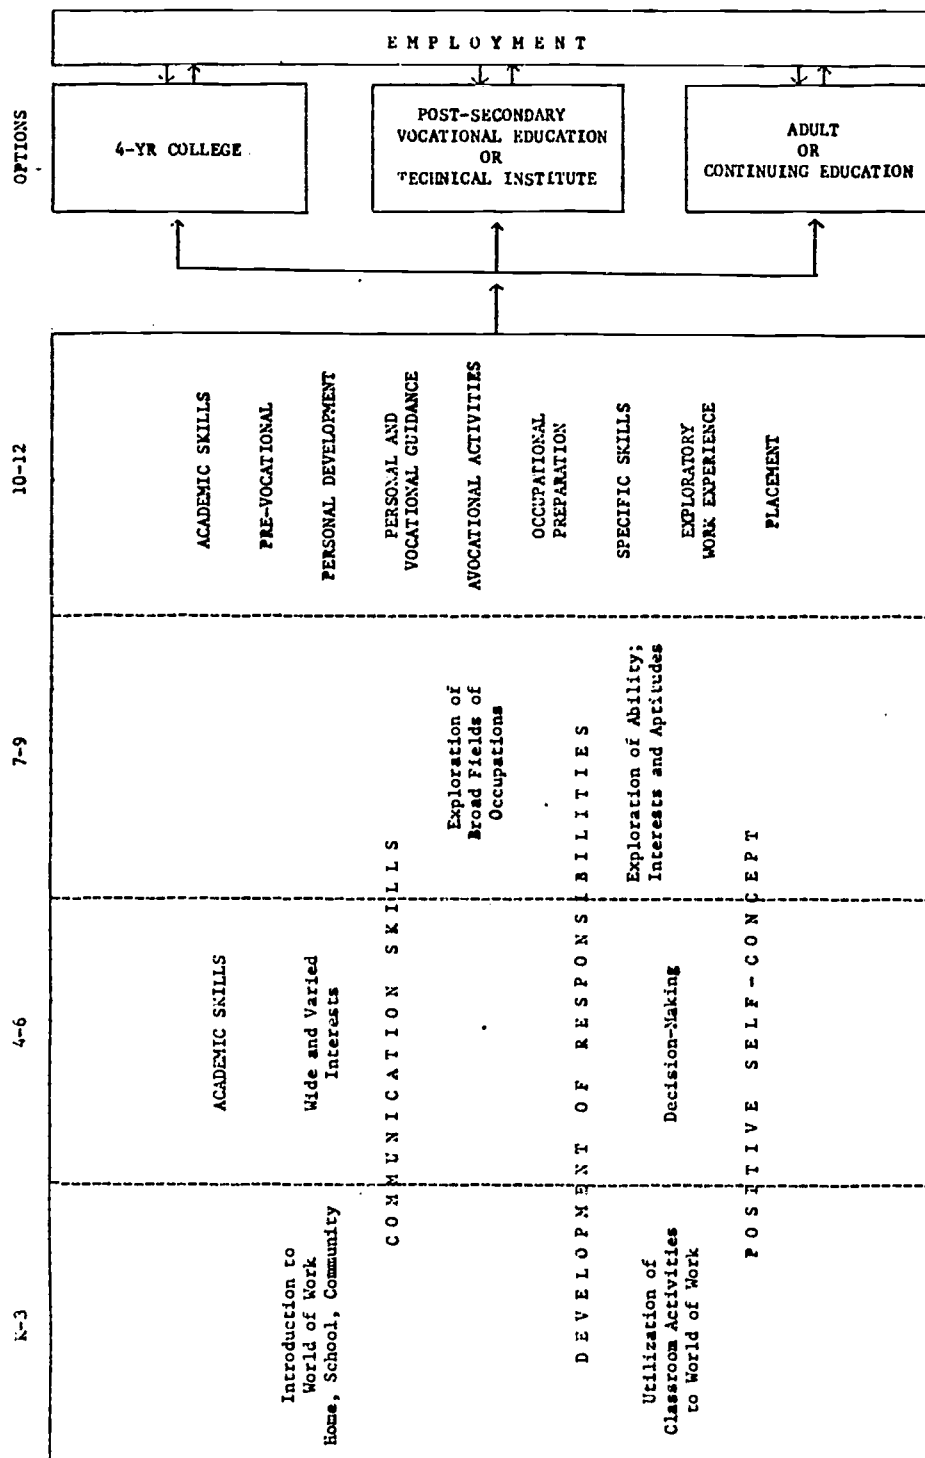 EMPLOYMENT
OPTIONS
4-YR COLLEGE
POST-SECONDARY
VOCATIONAL EDUCATION
OR
TECHNICAL INSTITUTE
ADULT
OR
CONTINUING EDUCATION
10-12
ACADEMIC SKILLS
PRE-VOCATIONAL
PERSONAL DEVELOPMENT
PERSONAL AND
VOCATIONAL GUIDANCE
AVOCATIONAL ACTIVITIES
OCCUPATIONAL
PREPARATION
SPECIFIC SKILLS
EXPLORATORY
WORK EXPERIENCE
PLACEMENT
7-9
Exploration of
Broad Fields of
Occupations
Exploration of Ability;
Interests and Aptitudes
4-6
ACADEMIC SKILLS
Wide and Varied
Interests
COMMUNICATION SKILLS
DEVELOPMENT OF RESPONSIBILITIES
Decision-Making
POSITIVE SELF-CONCEPT
K-3
Introduction to
World of Work
Home, School, Community
Utilization of
Classroom Activities
to World of Work